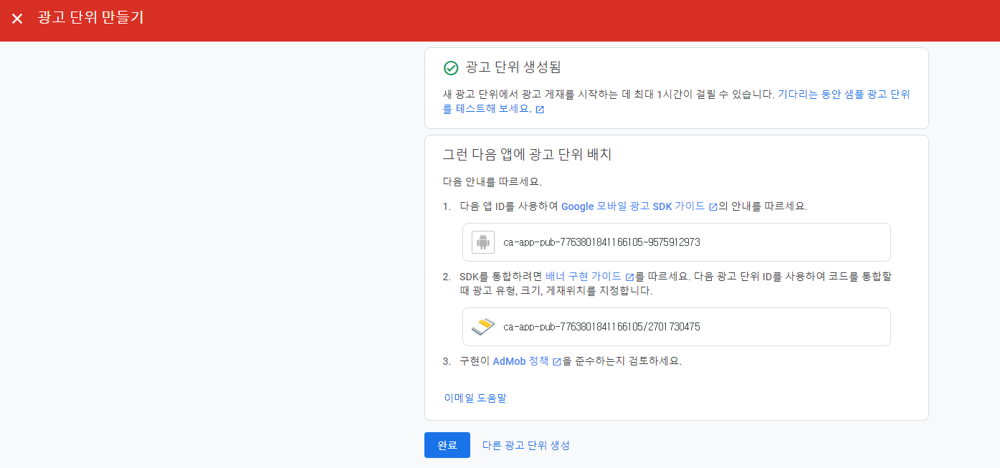 광고 단위 만들기
광고 단위 생성됨
새 광고 단위에서 광고 게재를 시작하는 데 최대 1시간이 걸릴 수 있습니다. 기다리는 동안 샘플 광고 단위
를 테스트해 보세요.
그런 다음 앱에 광고 단위 배치
다음 안내를 따르세요.
1. 다음 앱 ID를 사용하여 Google 모바일 광고 SDK 가이드 의 안내를 따르세요.
ca-app-pub-7763801841166105~9575912973
2. SDK를 통합하려면 배너 구현 가이드 를 따르세요. 다음 광고 단위 ID를 사용하여 코드를 통합할
때 광고 유형, 크기, 게재위치를 지정합니다.
ca-app-pub-7763801841166105/2701730475
3. 구현이 AdMob 정책 을 준수하는지 검토하세요.
이메일 도움말
완료 다른 광고 단위 생성